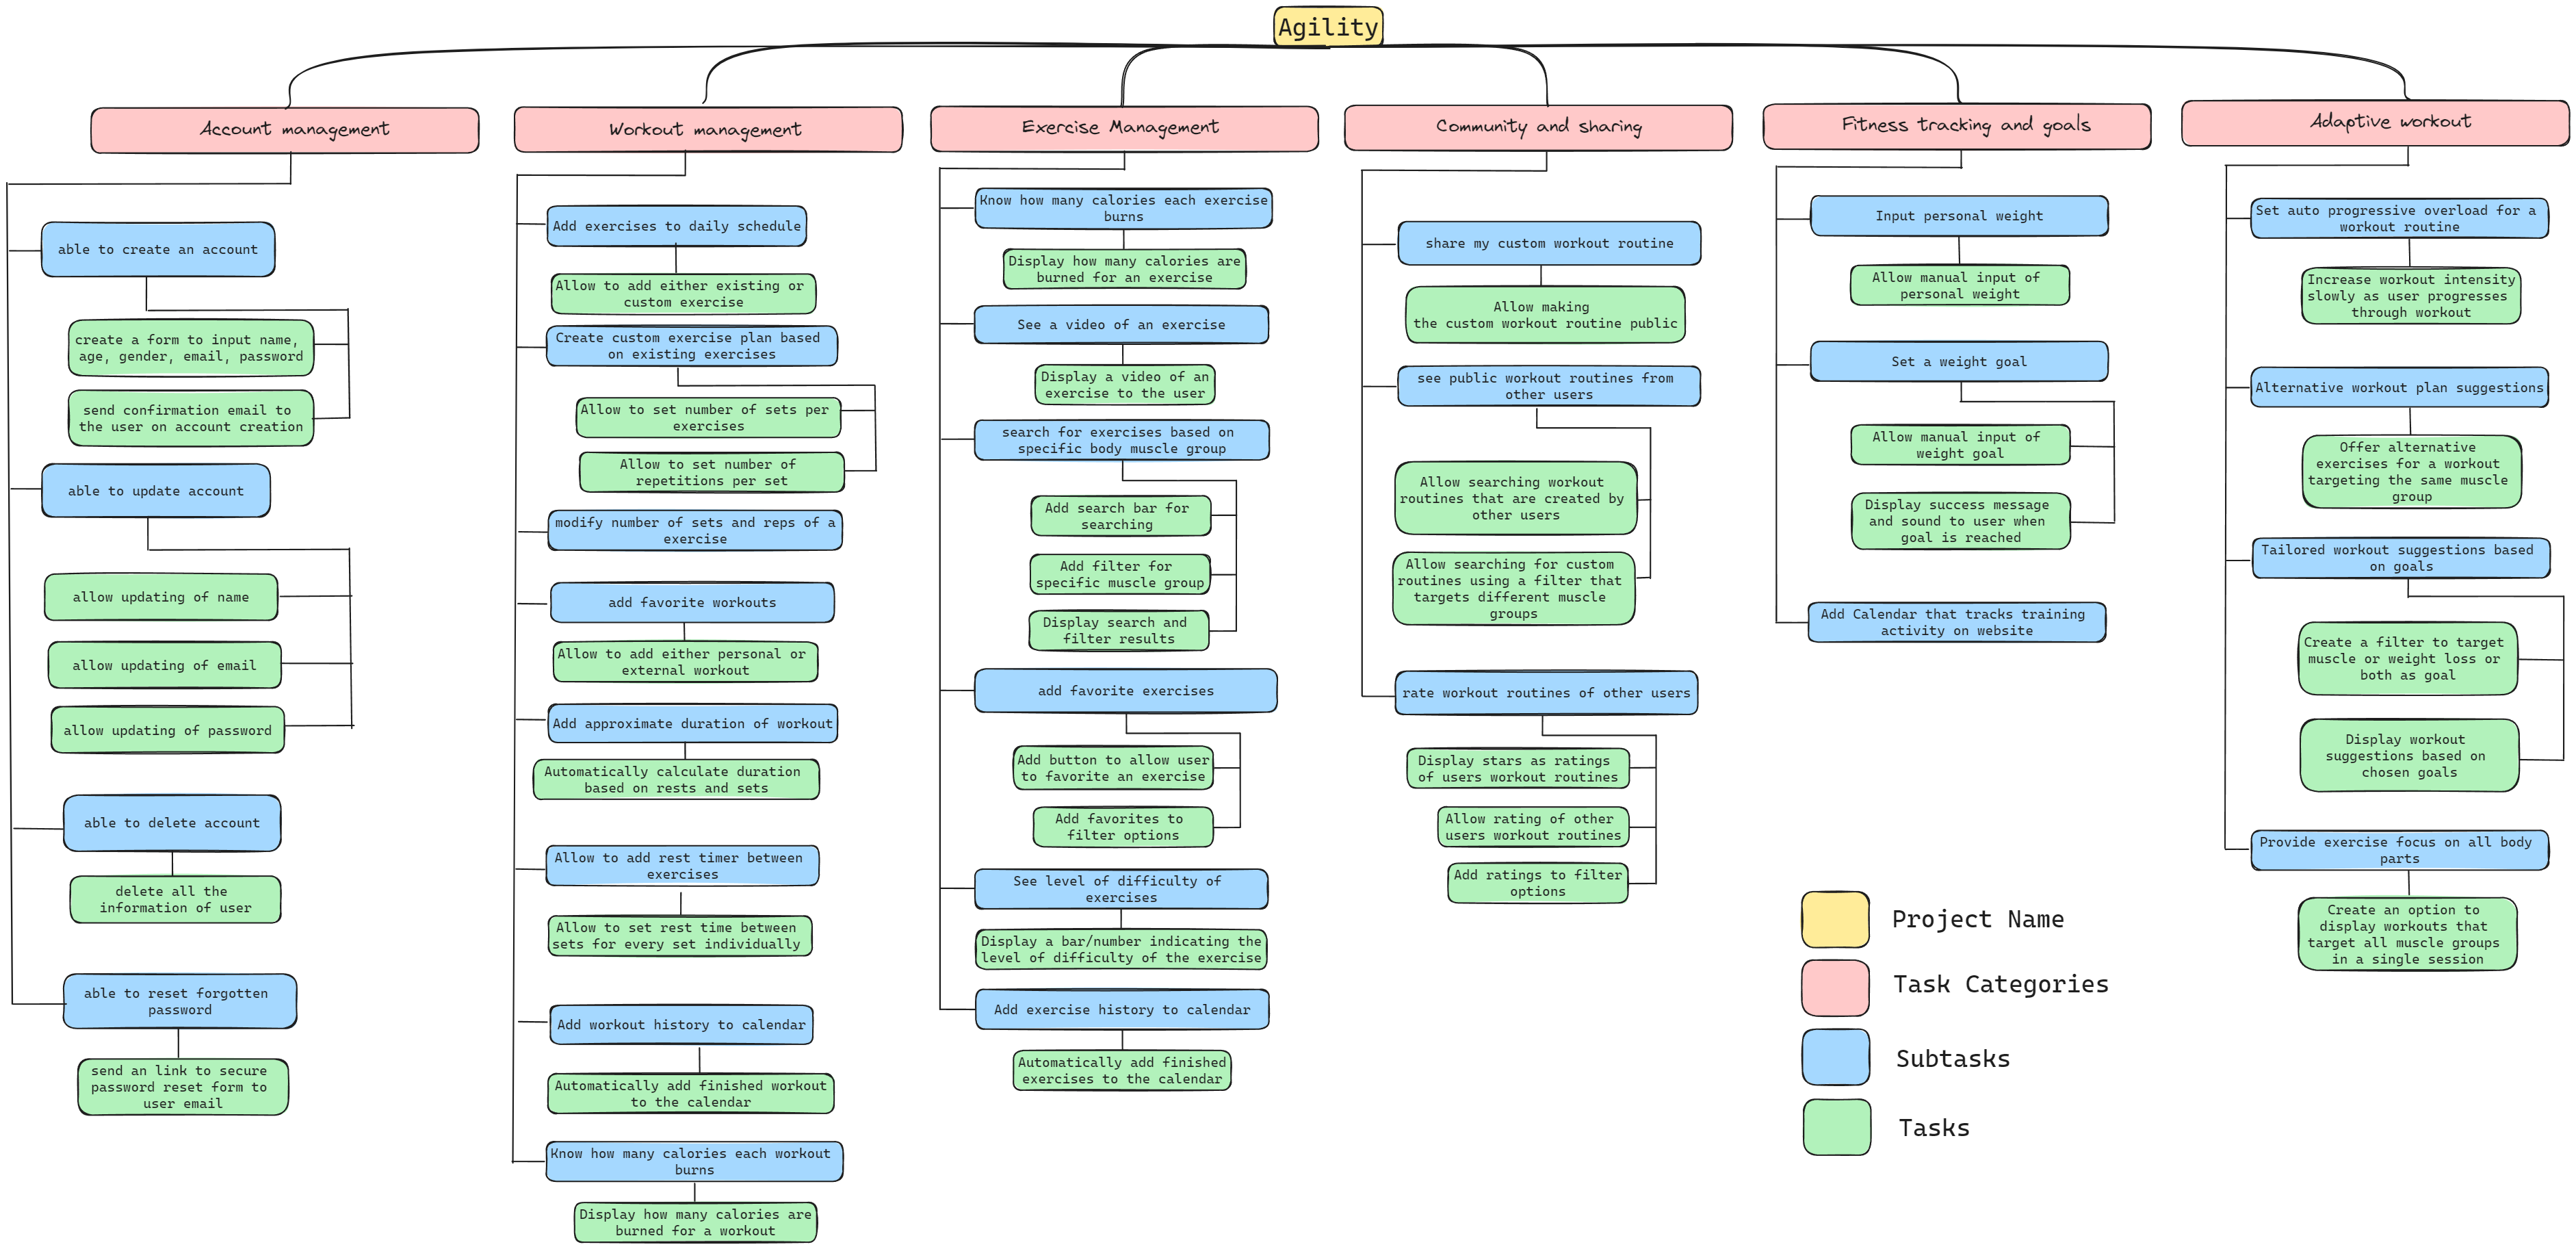 Agility
Account management
able to create an account
create a form to input name,
age, gender, email, password
send confirmation email to
the user on account creation
able to update account
allow updating of name
allow updating of email
allow updating of password
able to delete account
delete all the
information of user
able to reset forgotten
password
send an link to secure
password reset form to
user email
Workout management
Add exercises to daily schedule
Allow to add either existing or
custom exercise
Create custom exercise plan based
on existing exercises
Allow to set number of sets per
exercises
Allow to set number of
repetitions per set
modify number of sets and reps of a
exercise
add favorite workouts
Allow to add either personal or
external workout
Add approximate duration of workout
Automatically calculate duration
based on rests and sets
Allow to add rest timer between
exercises
Allow to set rest time between
sets for every set individually
Add workout history to calendar
Automatically add finished workout
to the calendar
Know how many calories each workout
burns
Display how many calories are
burned for a workout
Exercise Management
Know how many calories each exercise
burns
Display how many calories are
burned for an exercise
See a video of an exercise
Display a video of an
exercise to the user
search for exercises based on
specific body muscle group
Add search bar for
searching
Add filter for
specific muscle group
Display search and
filter results
add favorite exercises
Add button to allow user
to favorite an exercise
Add favorites to
filter options
See level of difficulty of
exercises
Display a bar/number indicating the
level of difficulty of the exercise
Add exercise history to calendar
Automatically add finished
exercises to the calendar
Community and sharing
share my custom workout routine
Allow making
the custom workout routine public
see public workout routines from
other users
Allow searching workout
routines that are created by
other users
Allow searching for custom
routines using a filter that
targets different muscle
groups
rate workout routines of other users
Display stars as ratings
of users workout routines
Allow rating of other
users workout routines
Add ratings to filter
options
Fitness tracking and goals
Input personal weight
Allow manual input of
personal weight
Set a weight goal
Allow manual input of
weight goal
Display success message
and sound to user when
goal is reached
Add Calendar that tracks training
activity on website
Adaptive workout
Set auto progressive overload for a
workout routine
Increase workout intensity
slowly as user progresses
through workout
Alternative workout plan suggestions
Offer alternative
exercises for a workout
targeting the same muscle
group
Tailored workout suggestions based
on goals
Create a filter to target
muscle or weight loss or
both as goal
Display workout
suggestions based on
chosen goals
Provide exercise focus on all body
parts
Create an option to
display workouts that
target all muscle groups
in a single session
Project Name
Task Categories
Subtasks
Tasks